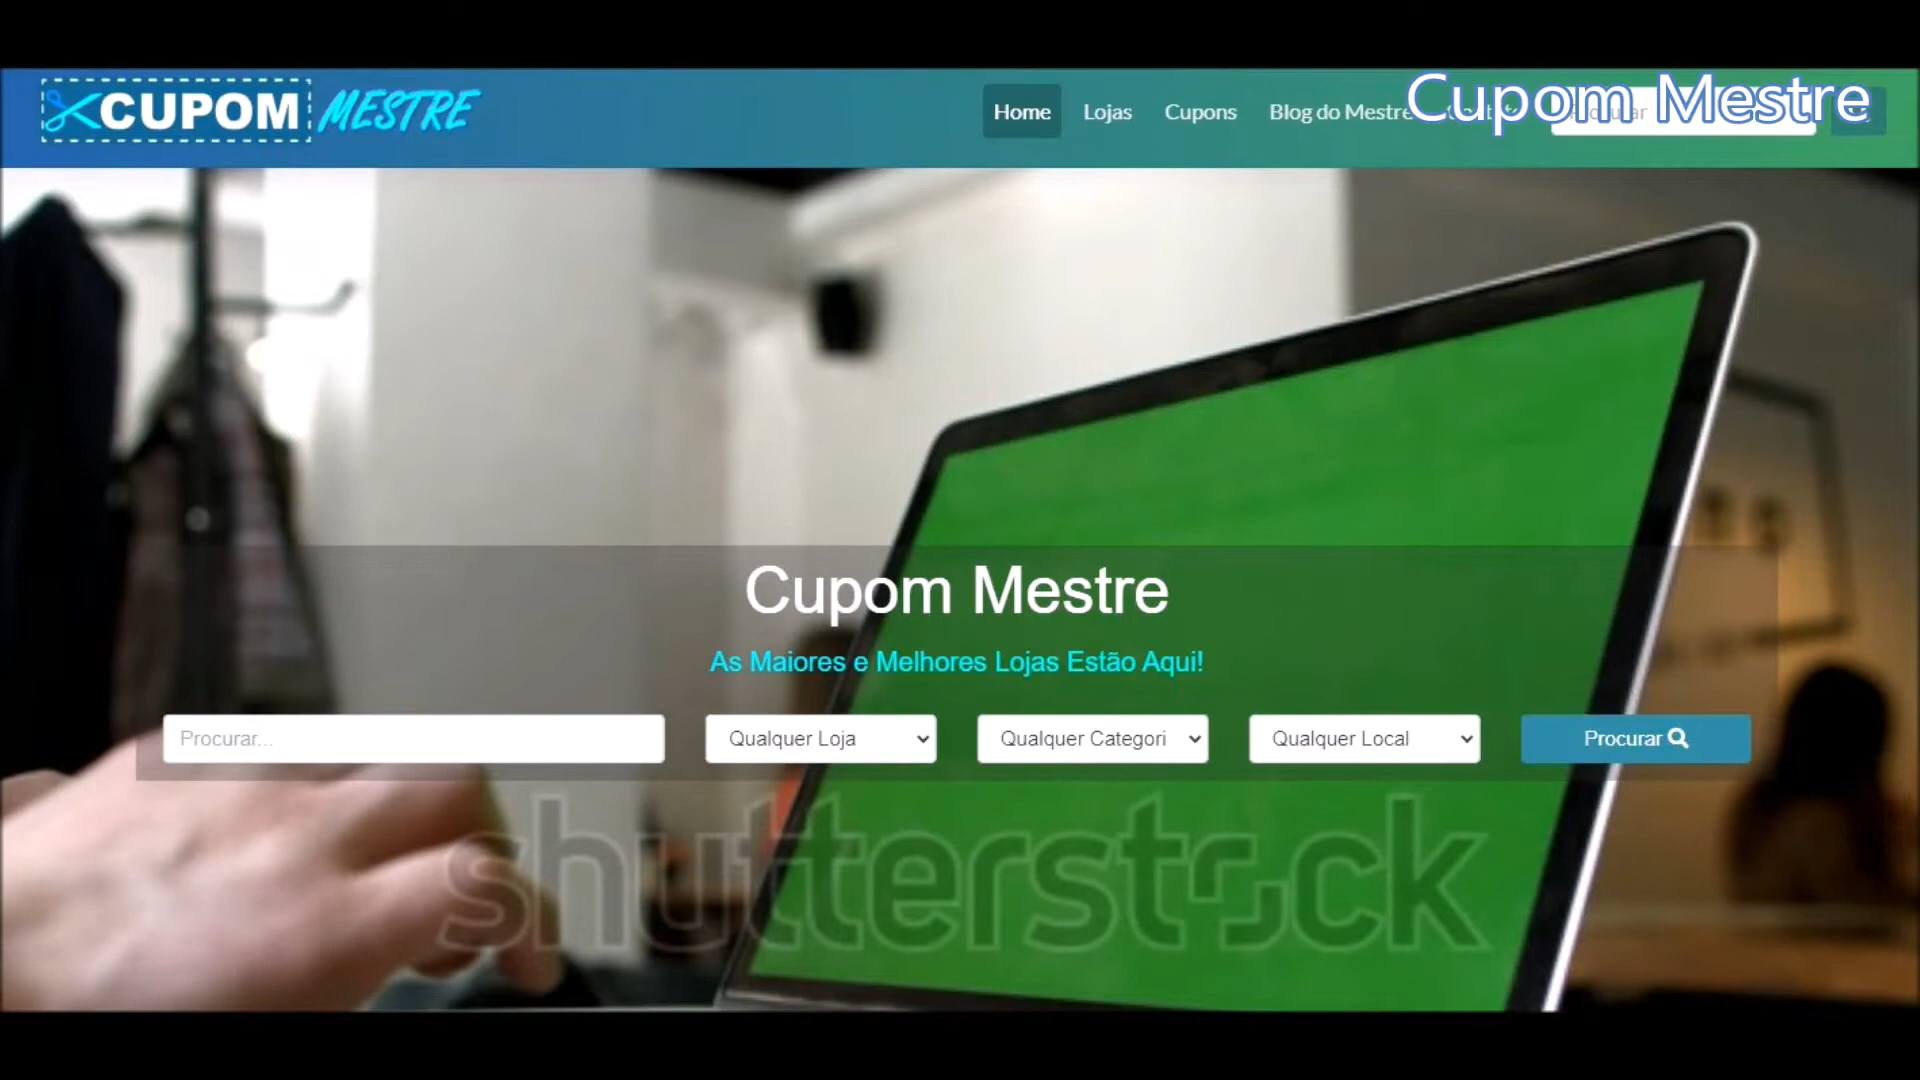 CUPOM MESTRE
Home Lojas Cupons Blog do Mestre
Cupom Mestre
Cupom Mestre
As Maiores e Melhores Lojas Estão Aqui!
Procurar... Qualquer Loja Qualquer Categori Qualquer Local Procurar
shutterstock